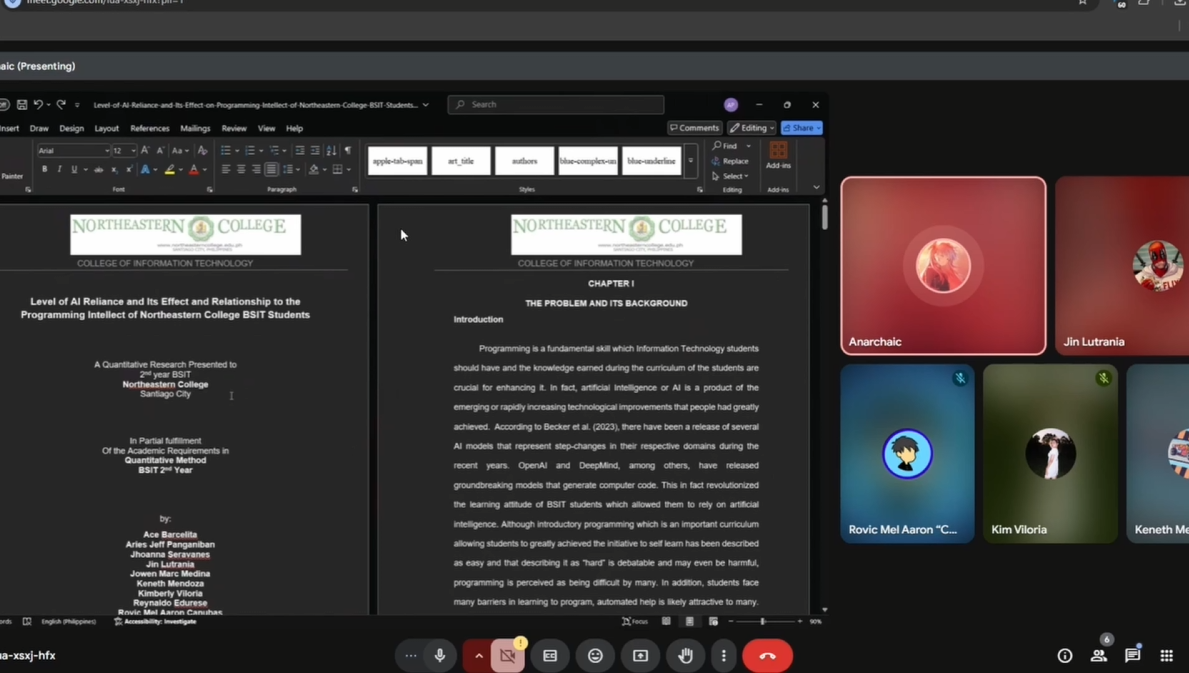 aic (Presenting)
Level-of-AI-Reliance-and-Its-Effect-on-Programming-Intellect-of-Northeastern-College-BSIT-Students...
Search
AP
Insert Draw Design Layout References Mailings Review View Help
Comments
Editing
Share
Arial
12
Painter
Font
Paragraph
apple-tab-span
art_title
authors
blue-complex-un
blue-underline
Styles
Find
Replace
Select
Editing
Add-ins
Add-ins
NORTHEASTERN COLLEGE
www.northeasterncollege.edu.ph
SANTIAGO CITY, PHILIPPINES
COLLEGE OF INFORMATION TECHNOLOGY
Level of AI Reliance and Its Effect and Relationship to the
Programming Intellect of Northeastern College BSIT Students
A Quantitative Research Presented to
2nd year BSIT
Northeastern College
Santiago City
In Partial fulfillment
Of the Academic Requirements in
Quantitative Method
BSIT 2nd Year
by:
Ace Barcelita
Aries Jeff Panganiban
Jhoanna Seravanes
Jin Lutrania
Jowen Marc Medina
Keneth Mendoza
Kimberly Viloria
Reynaldo Edurese
Rovic Mel Aaron Canubas
NORTHEASTERN COLLEGE
www.northeasterncollege.edu.ph
SANTIAGO CITY, PHILIPPINES
COLLEGE OF INFORMATION TECHNOLOGY
CHAPTER I
THE PROBLEM AND ITS BACKGROUND
Introduction
Programming is a fundamental skill which Information Technology students
should have and the knowledge earned during the curriculum of the students are
crucial for enhancing it. In fact, artificial Intelligence or AI is a product of the
emerging or rapidly increasing technological improvements that people had greatly
achieved. According to Becker et al. (2023), there have been a release of several
AI models that represent step-changes in their respective domains during the
recent years. OpenAI and DeepMind, among others, have released
groundbreaking models that generate computer code. This in fact revolutionized
the learning attitude of BSIT students which allowed them to rely on artificial
intelligence. Although introductory programming which is an important curriculum
allowing students to greatly achieved the initiative to self learn has been described
as easy and that describing it as "hard" is debatable and may even be harmful,
programming is perceived as being difficult by many. In addition, students face
many barriers in learning to program, automated help is likely attractive to many.
English (Philippines)
Accessibility: Investigate
Focus
90%
Anarchaic
Jin Lutrania
Rovic Mel Aaron "C...
Kim Viloria
Keneth Me
6
ua-xsxj-hfx